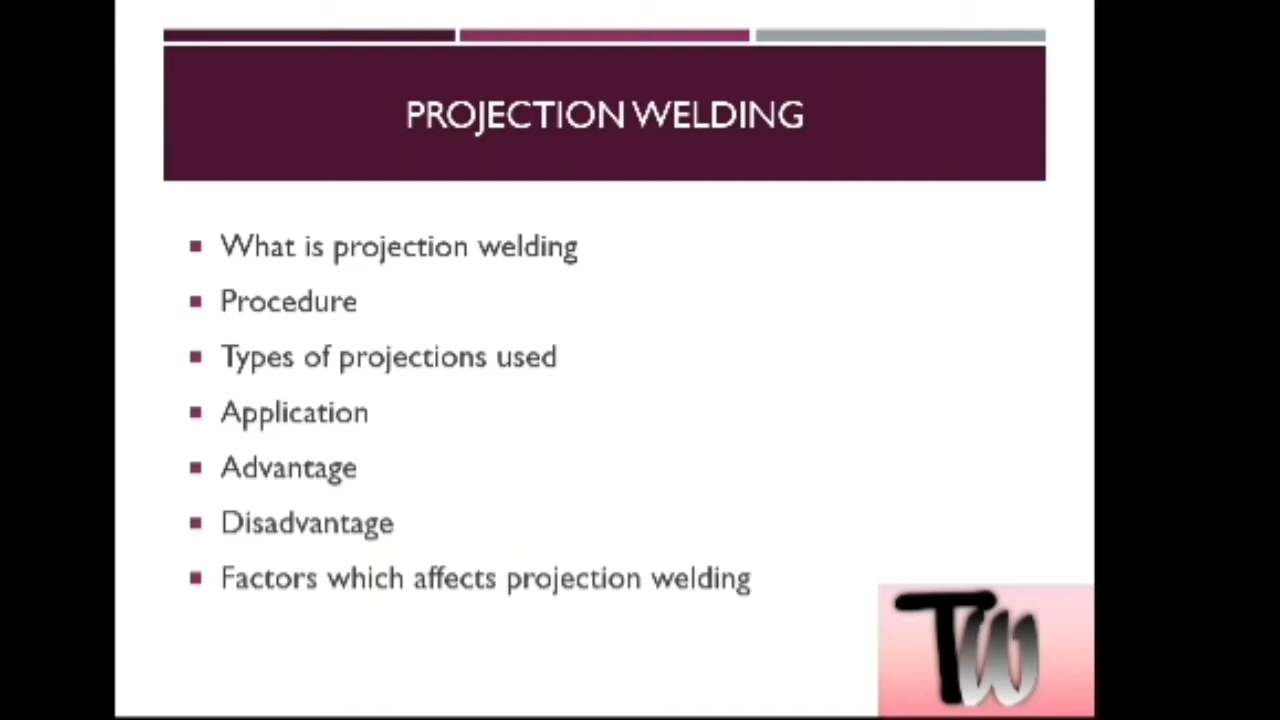 PROJECTION WELDING
What is projection welding
Procedure
Types of projections used
Application
Advantage
Disadvantage
Factors which affects projection welding
TW